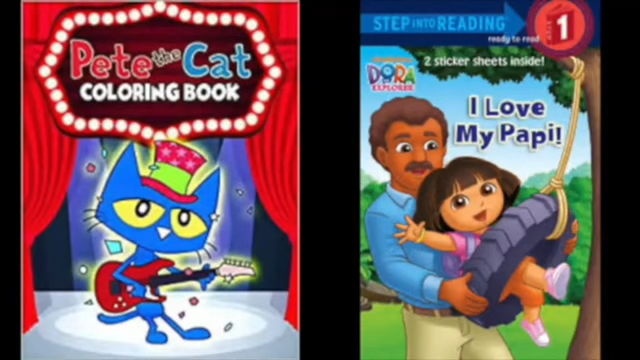 Pete the Cat
COLORING BOOK
STEP INTO READING
ready to read
1
2 sticker sheets inside!
DORA
EXPLORER
I Love
My Papi!